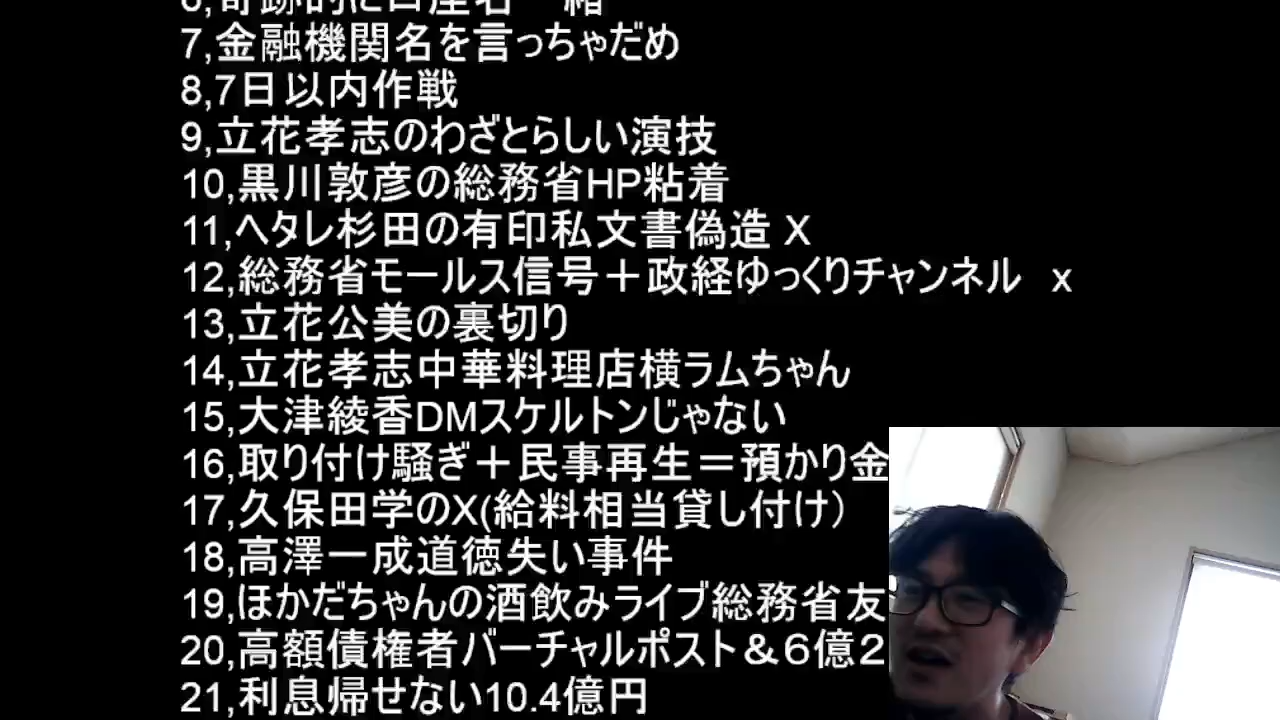 6,奇跡的に口座名一緒
7,金融機関名を言っちゃだめ
8,7日以内作戦
9,立花孝志のわざとらしい演技
10,黒川敦彦の総務省HP粘着
11,ヘタレ杉田の有印私文書偽造 X
12,総務省モールス信号＋政経ゆっくりチャンネル　x
13,立花公美の裏切り
14,立花孝志中華料理店横ラムちゃん
15,大津綾香DMスケルトンじゃない
16,取り付け騒ぎ＋民事再生＝預かり金
17,久保田学のX(給料相当貸し付け）
18,高澤一成道徳失い事件
19,ほかだちゃんの酒飲みライブ総務省友
20,高額債権者バーチャルポスト＆６億２
21,利息帰せない10.4億円